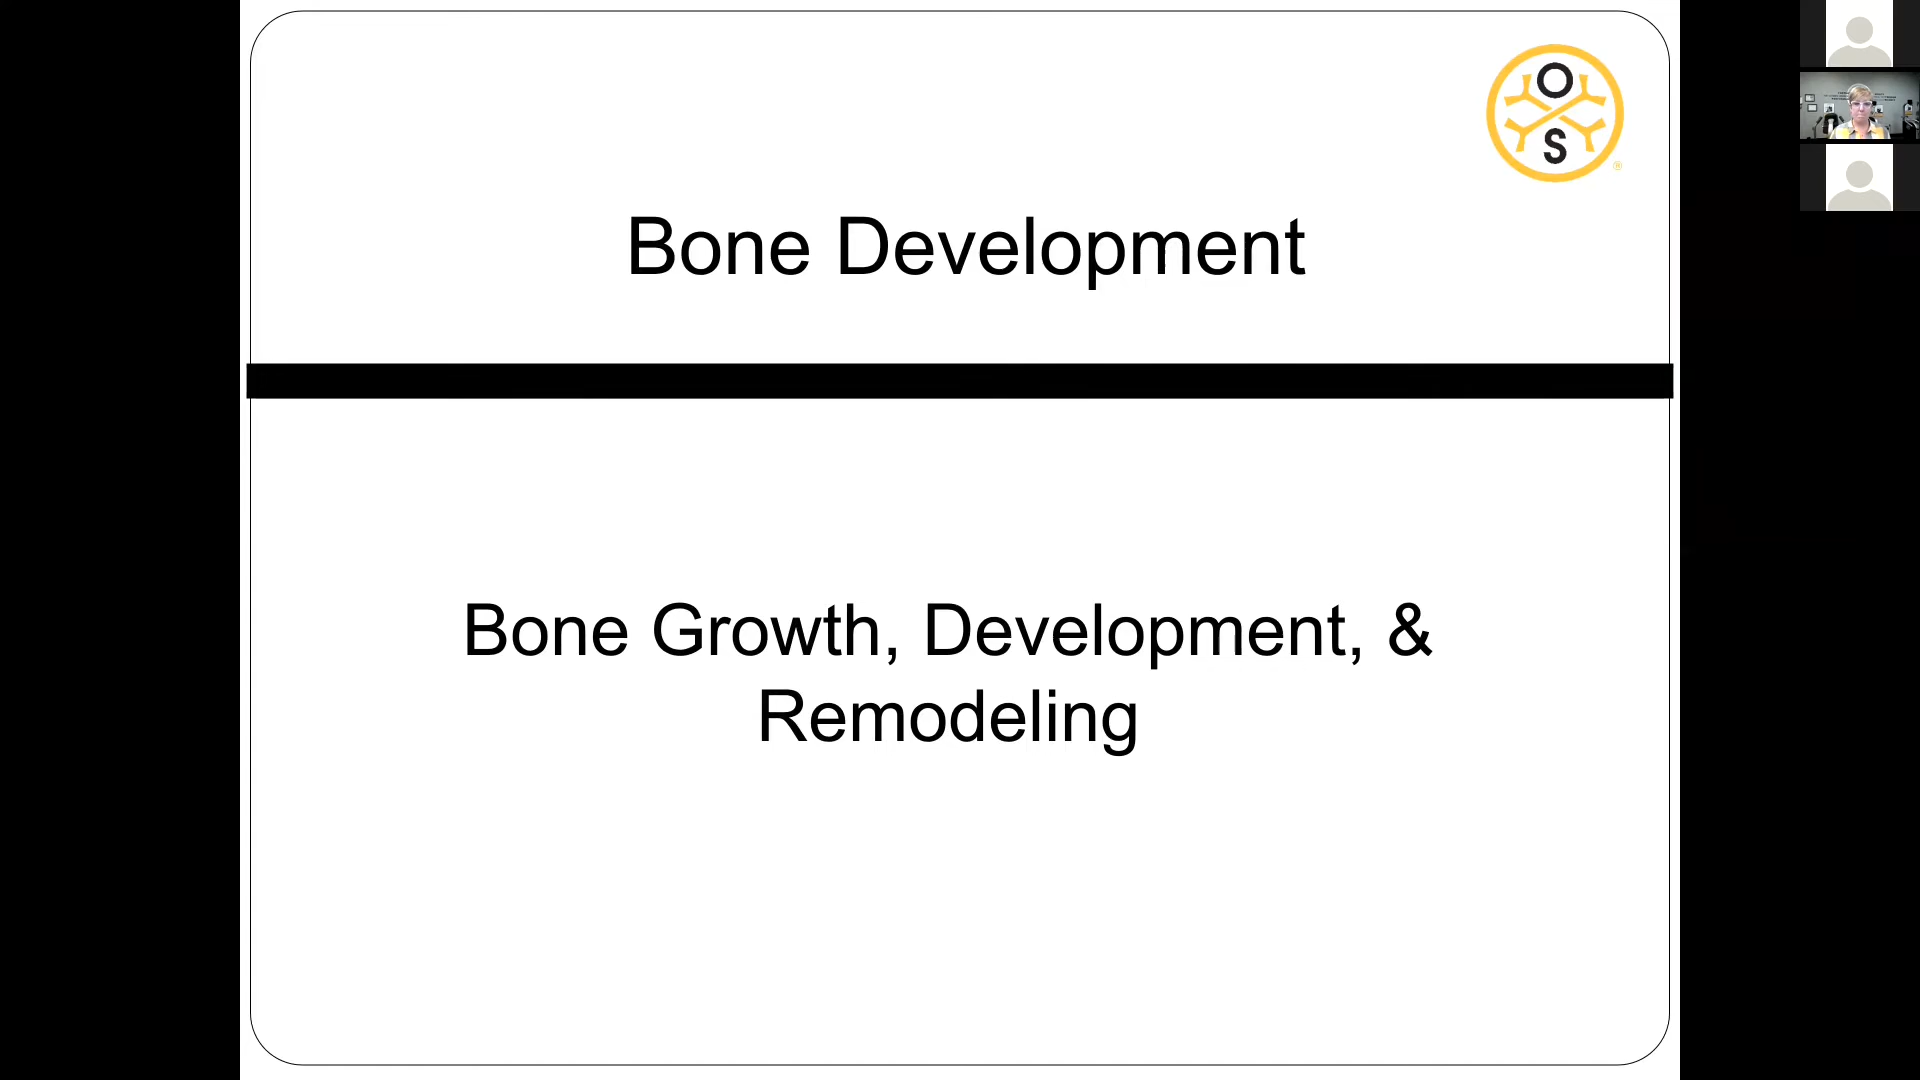 O
S
®
Bone Development
Bone Growth, Development, &
Remodeling